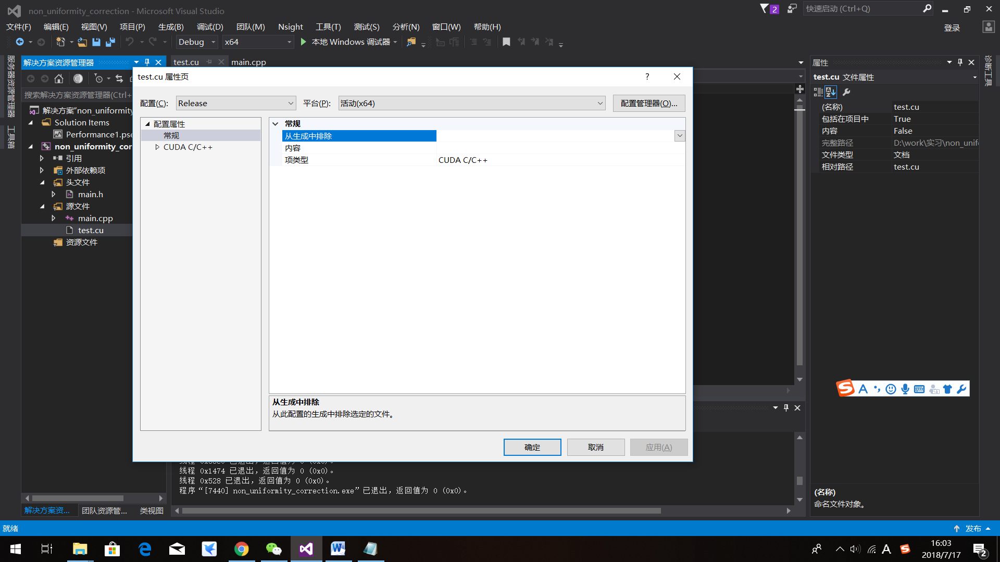 non_uniformity_correction - Microsoft Visual Studio
2
快速启动 (Ctrl+Q)
文件(F) 编辑(E) 视图(V) 项目(P) 生成(B) 调试(D) 团队(M) Nsight 工具(T) 测试(S) 分析(N) 窗口(W) 帮助(H)
登录
Debug x64 本地 Windows 调试器
服务器资源管理器
工具箱
解决方案资源管理器
搜索解决方案资源管理器(Ctrl+
解决方案"non_uniformity
Solution Items
Performance1.pse
non_uniformity_cor
引用
外部依赖项
头文件
main.h
源文件
main.cpp
test.cu
资源文件
解决方案资... 团队资源管... 类视图
test.cu main.cpp
test.cu 属性页
?
配置(C): Release 平台(P): 活动(x64) 配置管理器(O)...
配置属性
常规
CUDA C/C++
常规
从生成中排除
内容
项类型 CUDA C/C++
从生成中排除
从此配置的生成中排除选定的文件。
确定 取消 应用(A)
已退出，返回值为 0 (0x0)。
线程 0x1474 已退出，返回值为 0 (0x0)。
线程 0x528 已退出，返回值为 0 (0x0)。
程序“[7440] non_uniformity_correction.exe”已退出，返回值为 0 (0x0)。
属性
test.cu 文件属性
(名称) test.cu
包括在项目中 True
内容 False
完整路径 D:\work\实习\non_unif
文件类型 文档
相对路径 test.cu
(名称)
命名文件对象。
诊断工具
就绪
发布
16:03
2018/7/17
2